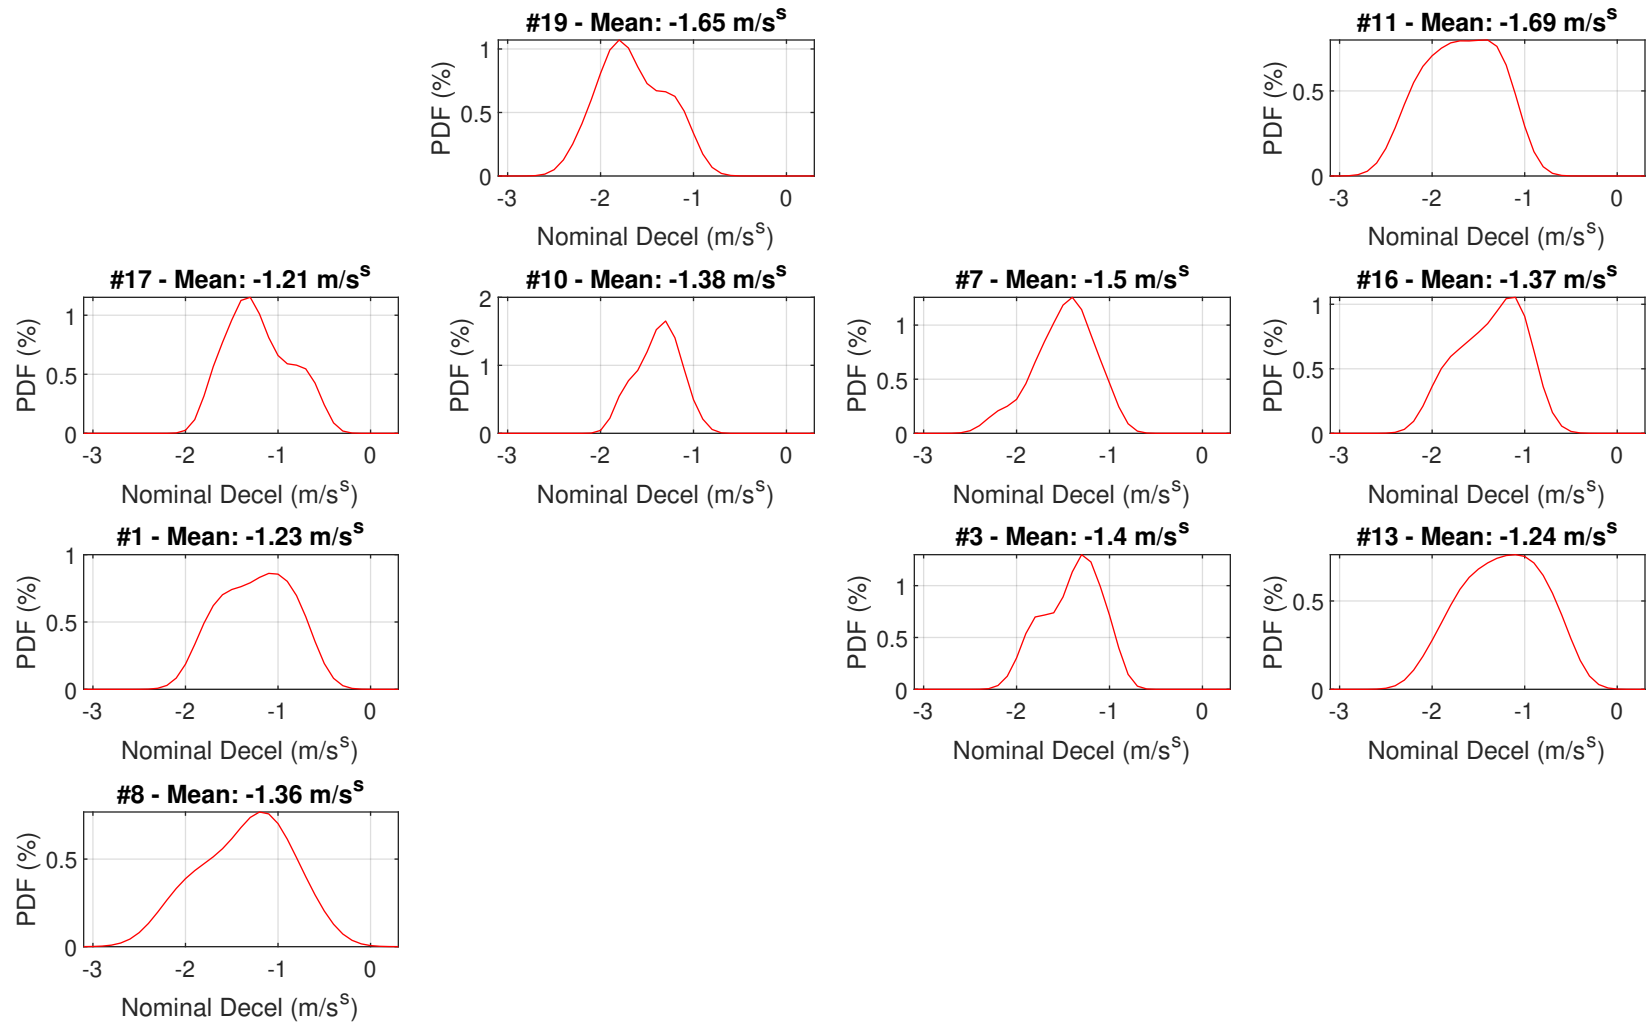 #19 - Mean: -1.65 m/s^s
1
0.5
0
PDF (%)
-3 -2 -1 0
Nominal Decel (m/s^s)
#11 - Mean: -1.69 m/s^s
0.5
0
PDF (%)
-3 -2 -1 0
Nominal Decel (m/s^s)
#17 - Mean: -1.21 m/s^s
1
0.5
0
PDF (%)
-3 -2 -1 0
Nominal Decel (m/s^s)
#10 - Mean: -1.38 m/s^s
2
1
0
PDF (%)
-3 -2 -1 0
Nominal Decel (m/s^s)
#7 - Mean: -1.5 m/s^s
1
0.5
0
PDF (%)
-3 -2 -1 0
Nominal Decel (m/s^s)
#16 - Mean: -1.37 m/s^s
1
0.5
0
PDF (%)
-3 -2 -1 0
Nominal Decel (m/s^s)
#1 - Mean: -1.23 m/s^s
1
0.5
0
PDF (%)
-3 -2 -1 0
Nominal Decel (m/s^s)
#3 - Mean: -1.4 m/s^s
1
0.5
0
PDF (%)
-3 -2 -1 0
Nominal Decel (m/s^s)
#13 - Mean: -1.24 m/s^s
0.5
0
PDF (%)
-3 -2 -1 0
Nominal Decel (m/s^s)
#8 - Mean: -1.36 m/s^s
0.5
0
PDF (%)
-3 -2 -1 0
Nominal Decel (m/s^s)